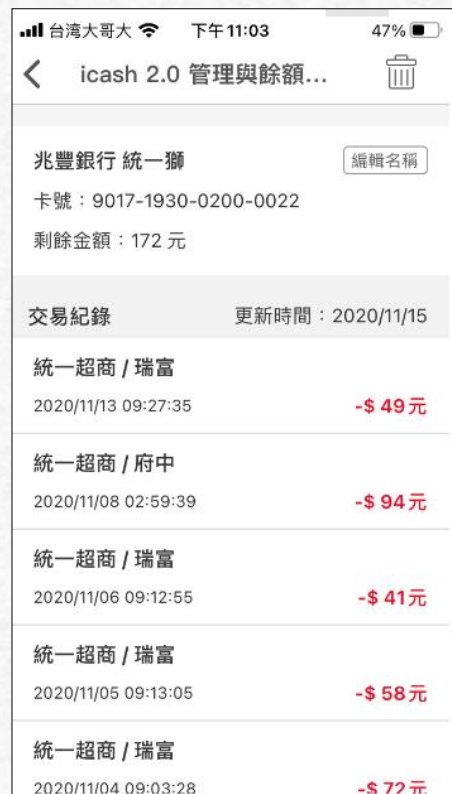 台湾大哥大 下午11:03 47%
icash 2.0 管理與餘額...
兆豐銀行 統一獅 編輯名稱
卡號：9017-1930-0200-0022
剩餘金額：172 元
交易紀錄 更新時間：2020/11/15
統一超商 / 瑞富
2020/11/13 09:27:35 -$ 49元
統一超商 / 府中
2020/11/08 02:59:39 -$ 94元
統一超商 / 瑞富
2020/11/06 09:12:55 -$ 41元
統一超商 / 瑞富
2020/11/05 09:13:05 -$ 58元
統一超商 / 瑞富
2020/11/04 09:03:28 -$ 72元